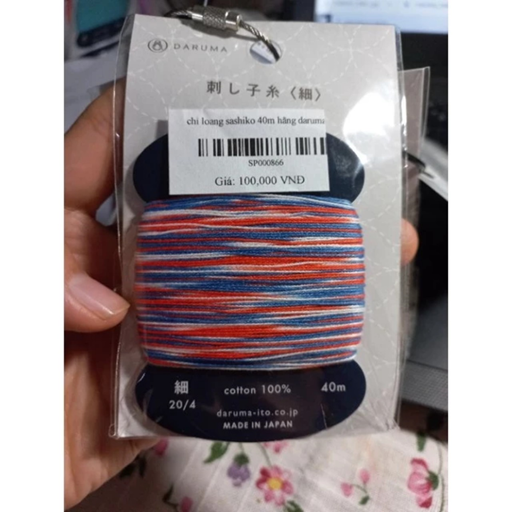 DARUMA
刺し子糸〈細〉
chỉ loang sashiko 40m hãng daruma
SP000866
Giá: 100,000 VNĐ
細
20/4
cotton 100%
40m
daruma-ito.co.jp
MADE IN JAPAN